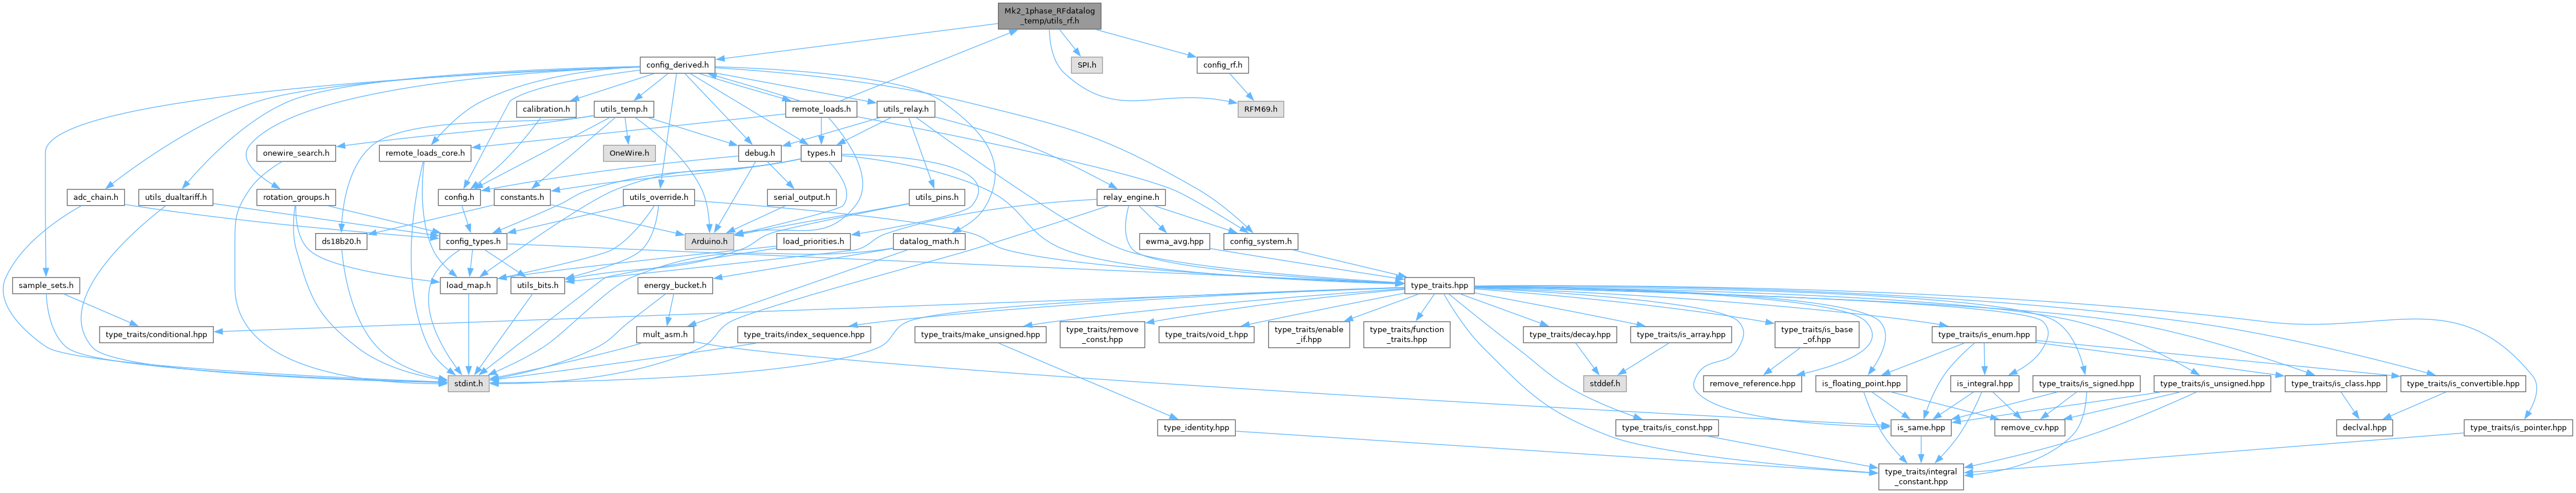 Mk2_1phase_RFdatalog
_temp/utils_rf.h
config_derived.h
SPI.h
config_rf.h
calibration.h
utils_temp.h
remote_loads.h
utils_relay.h
RFM69.h
onewire_search.h
remote_loads_core.h
OneWire.h
debug.h
types.h
adc_chain.h
utils_dualtariff.h
rotation_groups.h
config.h
constants.h
utils_override.h
serial_output.h
utils_pins.h
relay_engine.h
ds18b20.h
config_types.h
Arduino.h
load_priorities.h
datalog_math.h
ewma_avg.hpp
config_system.h
sample_sets.h
load_map.h
utils_bits.h
energy_bucket.h
type_traits.hpp
type_traits/conditional.hpp
mult_asm.h
type_traits/index_sequence.hpp
type_traits/make_unsigned.hpp
type_traits/remove
_const.hpp
type_traits/void_t.hpp
type_traits/enable
_if.hpp
type_traits/function
_traits.hpp
type_traits/decay.hpp
type_traits/is_array.hpp
type_traits/is_base
_of.hpp
type_traits/is_enum.hpp
stdint.h
stddef.h
remove_reference.hpp
is_floating_point.hpp
is_integral.hpp
type_traits/is_signed.hpp
type_traits/is_unsigned.hpp
type_traits/is_class.hpp
type_traits/is_convertible.hpp
type_identity.hpp
type_traits/is_const.hpp
is_same.hpp
remove_cv.hpp
declval.hpp
type_traits/is_pointer.hpp
type_traits/integral
_constant.hpp